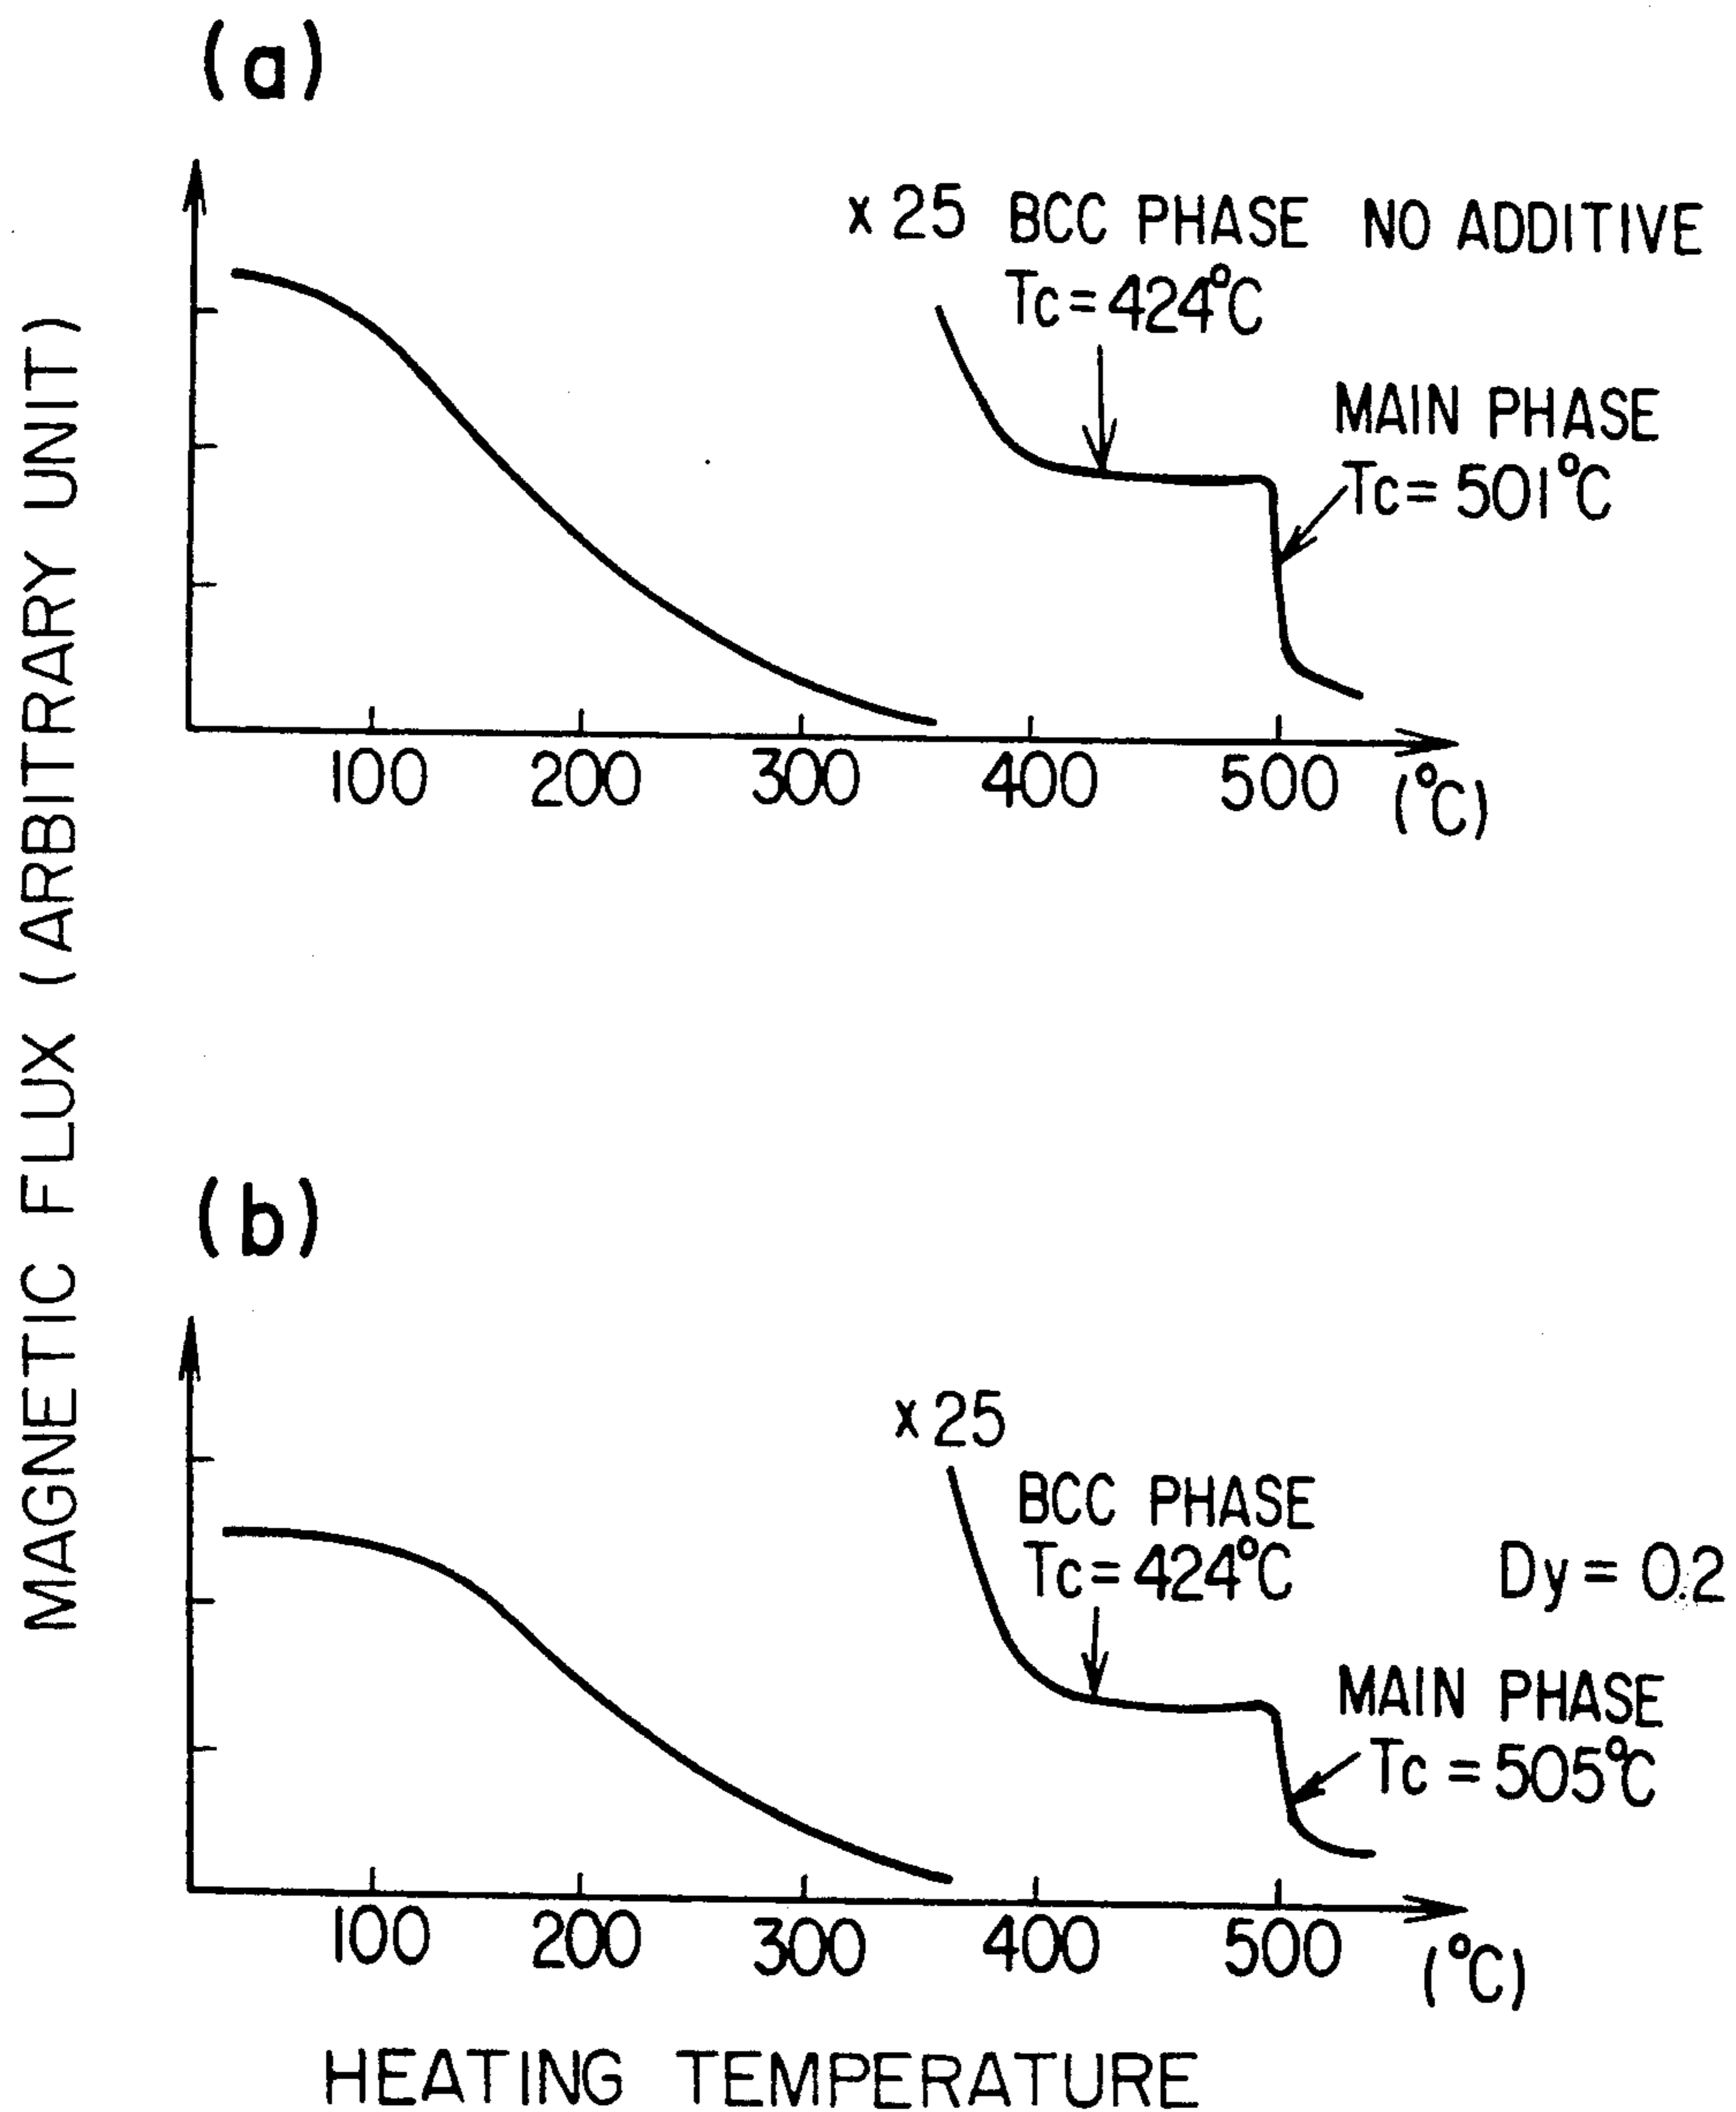 (a)
x 25 BCC PHASE NO ADDITIVE
Tc=424°C
MAIN PHASE
Tc=501°C
100 200 300 400 500 (°C)
MAGNETIC FLUX (ARBITRARY UNIT)
(b)
x25
BCC PHASE
Tc=424°C
Dy=0.2
MAIN PHASE
Tc=505°C
100 200 300 400 500 (°C)
HEATING TEMPERATURE